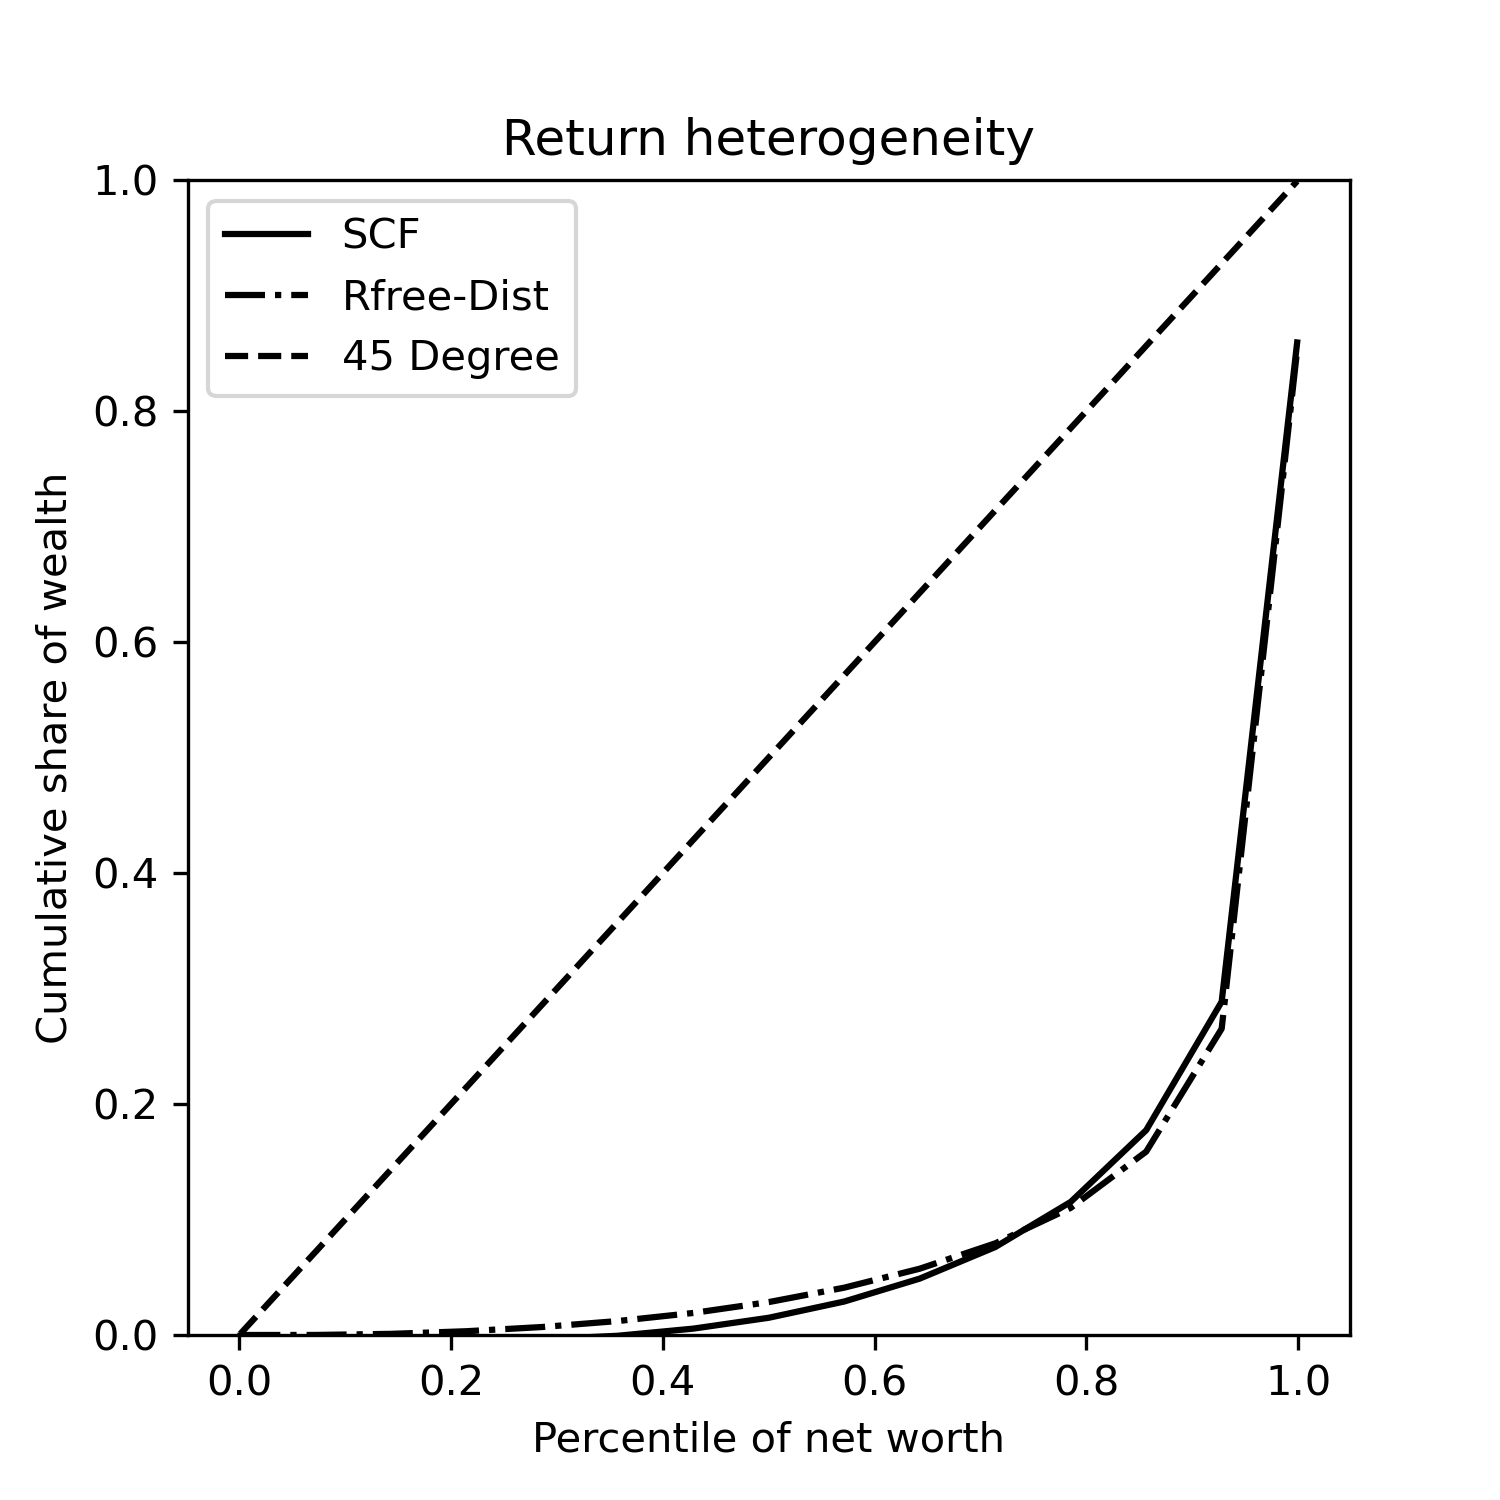 Return heterogeneity
1.0
0.8
0.6
0.4
0.2
0.0
Cumulative share of wealth
SCF
Rfree-Dist
45 Degree
0.0 0.2 0.4 0.6 0.8 1.0
Percentile of net worth